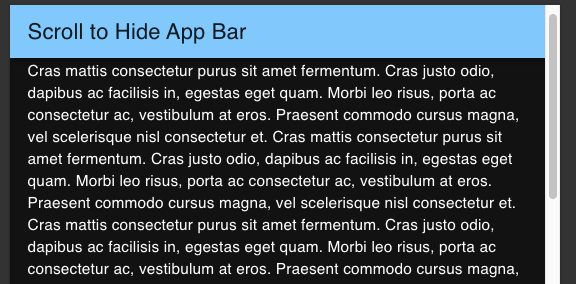 Scroll to Hide App Bar
Cras mattis consectetur purus sit amet fermentum. Cras justo odio,
dapibus ac facilisis in, egestas eget quam. Morbi leo risus, porta ac
consectetur ac, vestibulum at eros. Praesent commodo cursus magna,
vel scelerisque nisl consectetur et. Cras mattis consectetur purus sit
amet fermentum. Cras justo odio, dapibus ac facilisis in, egestas eget
quam. Morbi leo risus, porta ac consectetur ac, vestibulum at eros.
Praesent commodo cursus magna, vel scelerisque nisl consectetur et.
Cras mattis consectetur purus sit amet fermentum. Cras justo odio,
dapibus ac facilisis in, egestas eget quam. Morbi leo risus, porta ac
consectetur ac, vestibulum at eros. Praesent commodo cursus magna,